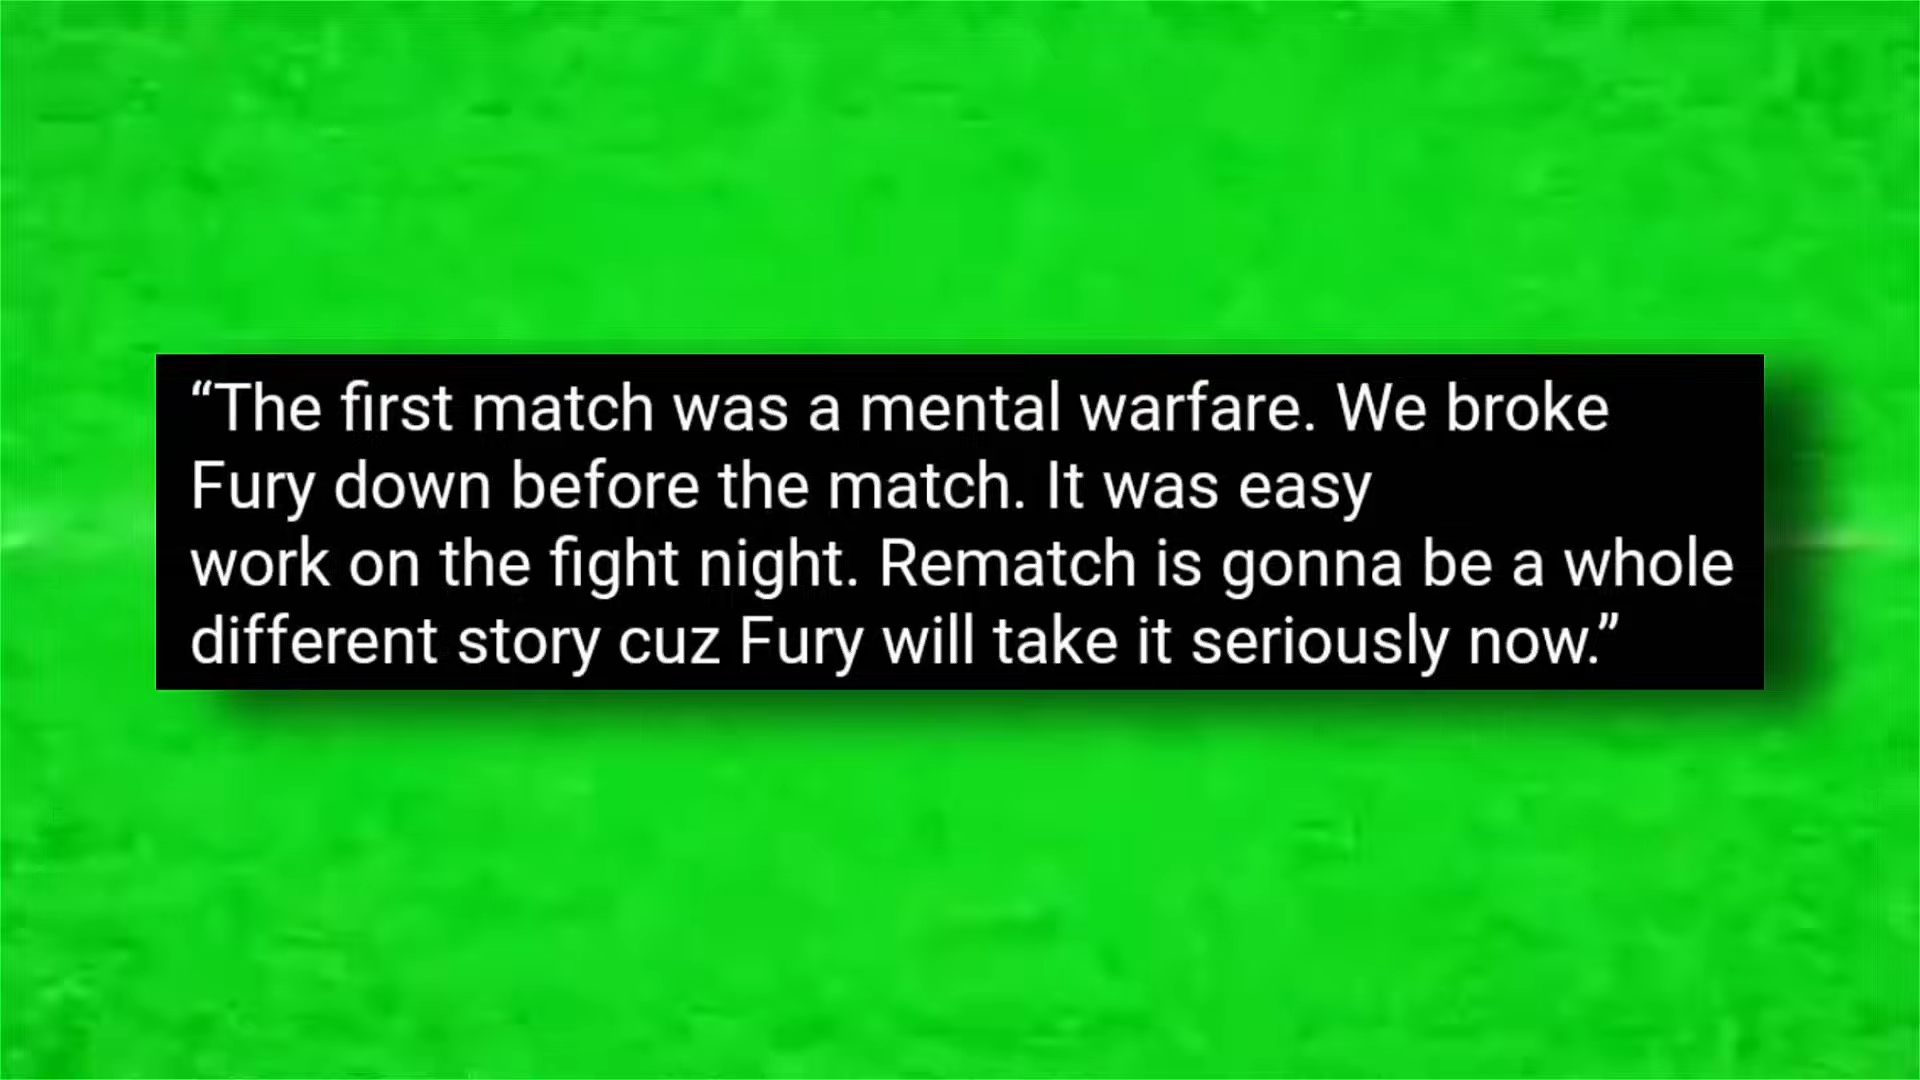 “The first match was a mental warfare. We broke
Fury down before the match. It was easy
work on the fight night. Rematch is gonna be a whole
different story cuz Fury will take it seriously now.”